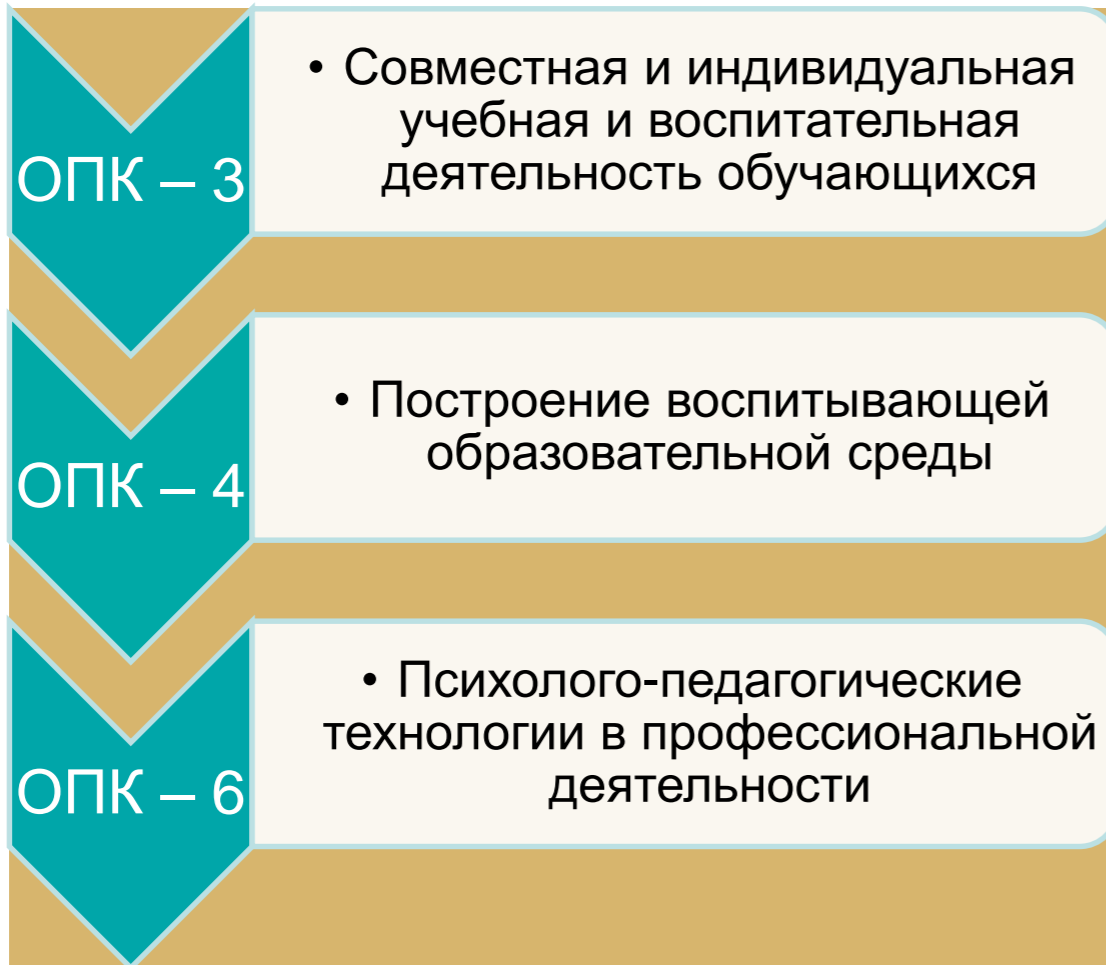 ОПК – 3
• Совместная и индивидуальная
учебная и воспитательная
деятельность обучающихся
ОПК – 4
• Построение воспитывающей
образовательной среды
ОПК – 6
• Психолого-педагогические
технологии в профессиональной
деятельности